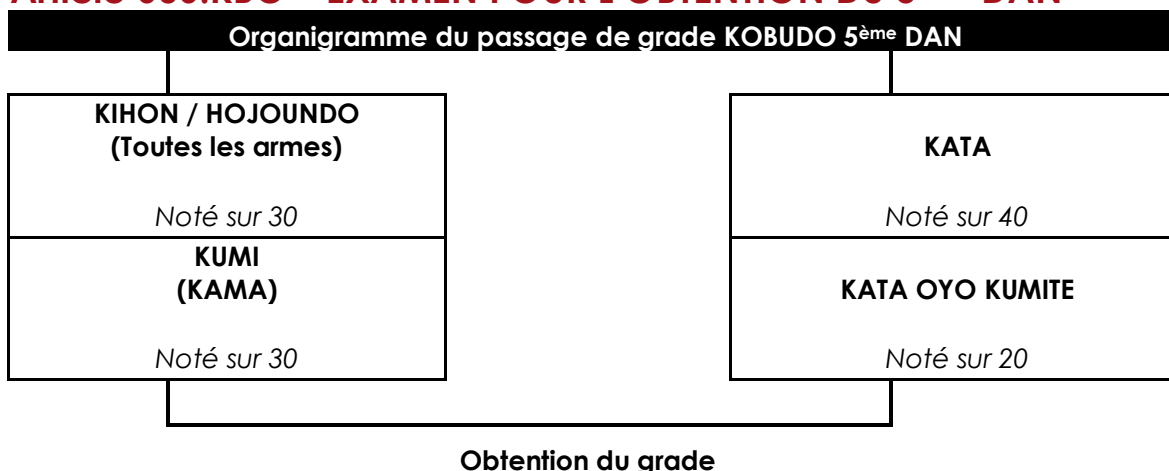 Organigramme du passage de grade KOBUDO 5ème DAN
KIHON / HOJOUNDO
(Toutes les armes)
Noté sur 30
KUMI
(KAMA)
Noté sur 30
KATA
Noté sur 40
KATA OYO KUMITE
Noté sur 20
Obtention du grade